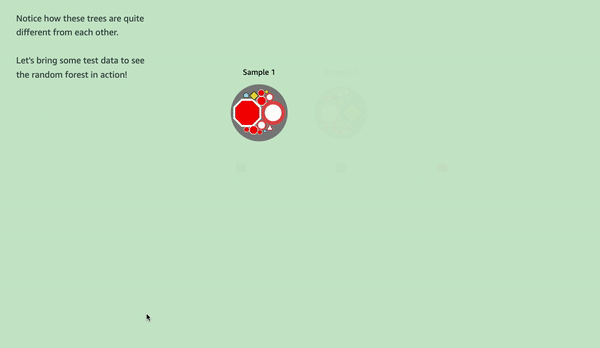 Notice how these trees are quite
different from each other.
Let's bring some test data to see
the random forest in action!
Sample 1